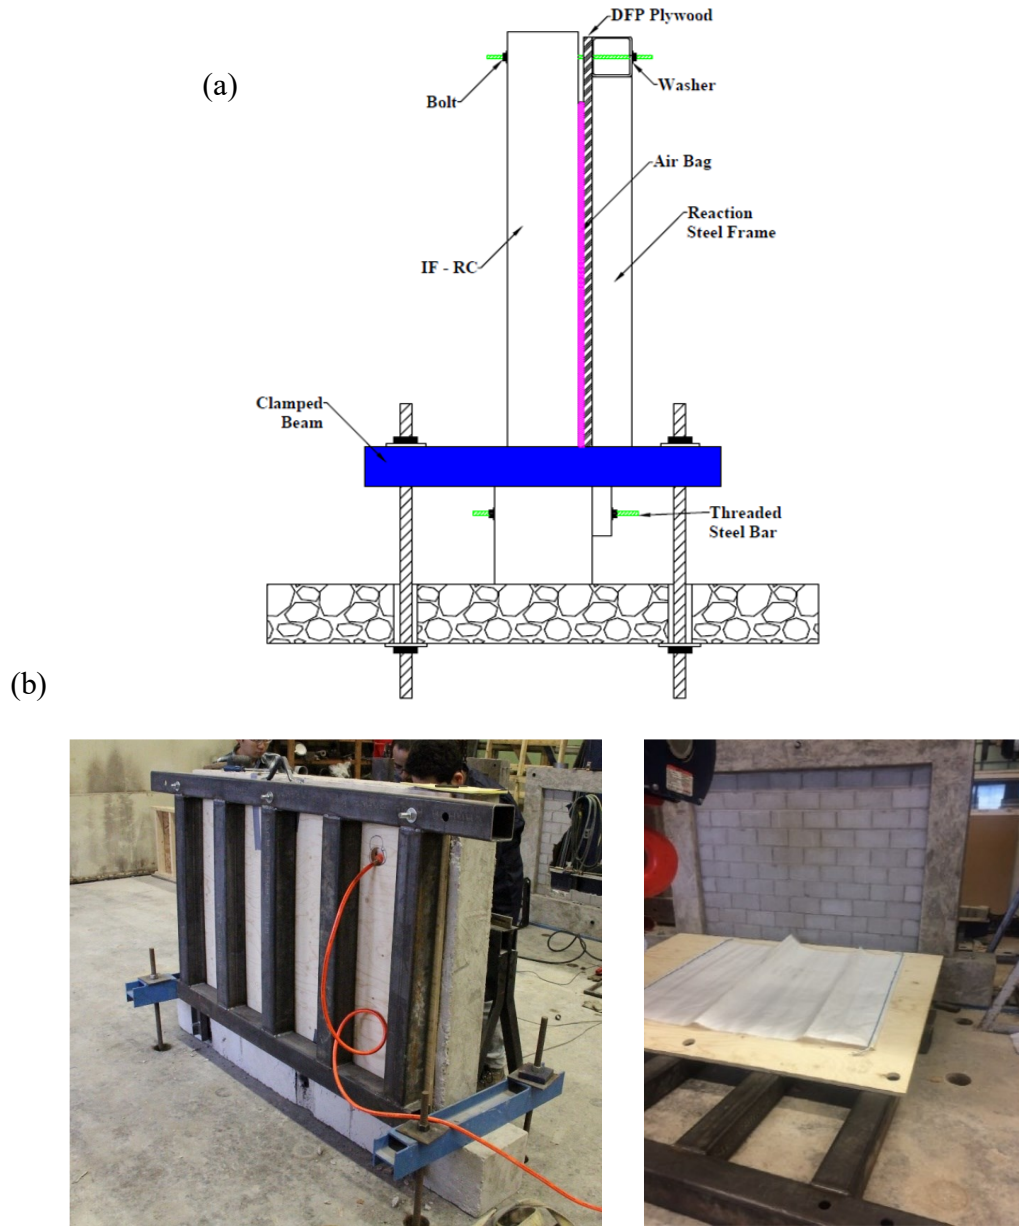 DFP Plywood
(a)
Bolt
Washer
Air Bag
Reaction
Steel Frame
IF - RC
Clamped
Beam
Threaded
Steel Bar
(b)